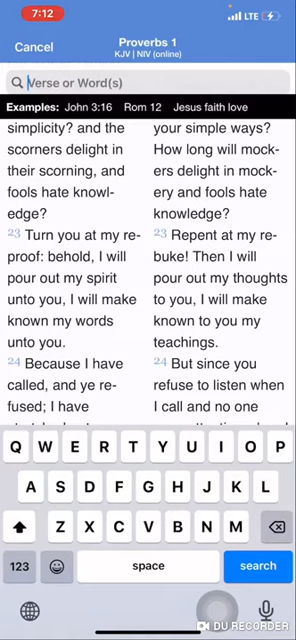 7:12
LTE
Cancel
Proverbs 1
KJV | NIV (online)
Verse or Word(s)
Examples: John 3:16 Rom 12 Jesus faith love
simplicity? and the
scorners delight in
their scorning, and
fools hate knowl-
edge?
23 Turn you at my re-
proof: behold, I will
pour out my spirit
unto you, I will make
known my words
unto you.
24 Because I have
called, and ye re-
fused; I have
your simple ways?
How long will mock-
ers delight in mock-
ery and fools hate
knowledge?
23 Repent at my re-
buke! Then I will
pour out my thoughts
to you, I will make
known to you my
teachings.
24 But since you
refuse to listen when
I call and no one
Q W E R T Y U I O P
A S D F G H J K L
Z X C V B N M
123 space search
DU RECORDER